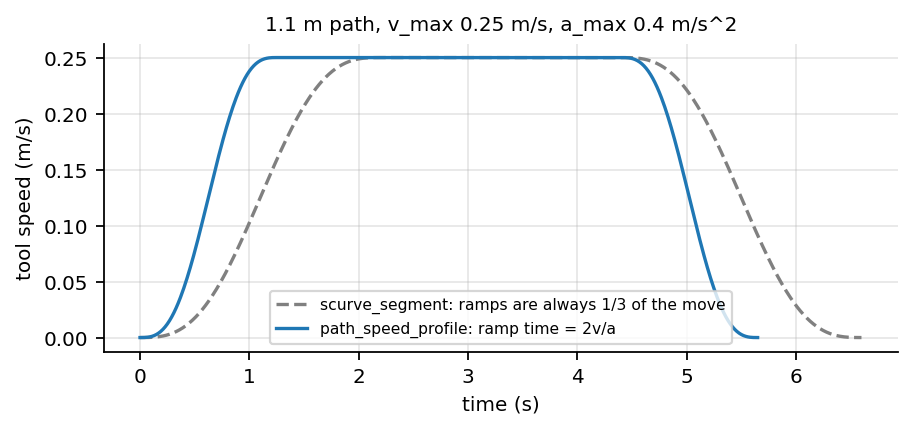 1.1 m path, v_max 0.25 m/s, a_max 0.4 m/s^2
tool speed (m/s)
0.25
0.20
0.15
0.10
0.05
0.00
scurve_segment: ramps are always 1/3 of the move
path_speed_profile: ramp time = 2v/a
0 1 2 3 4 5 6
time (s)